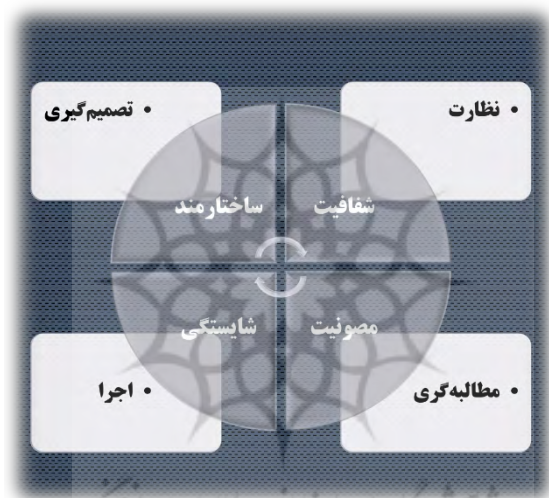 • نظارت
• تصمیم‌گیری
شفافیت
ساختارمند
مصونیت
شایستگی
• مطالبه‌گری
• اجرا